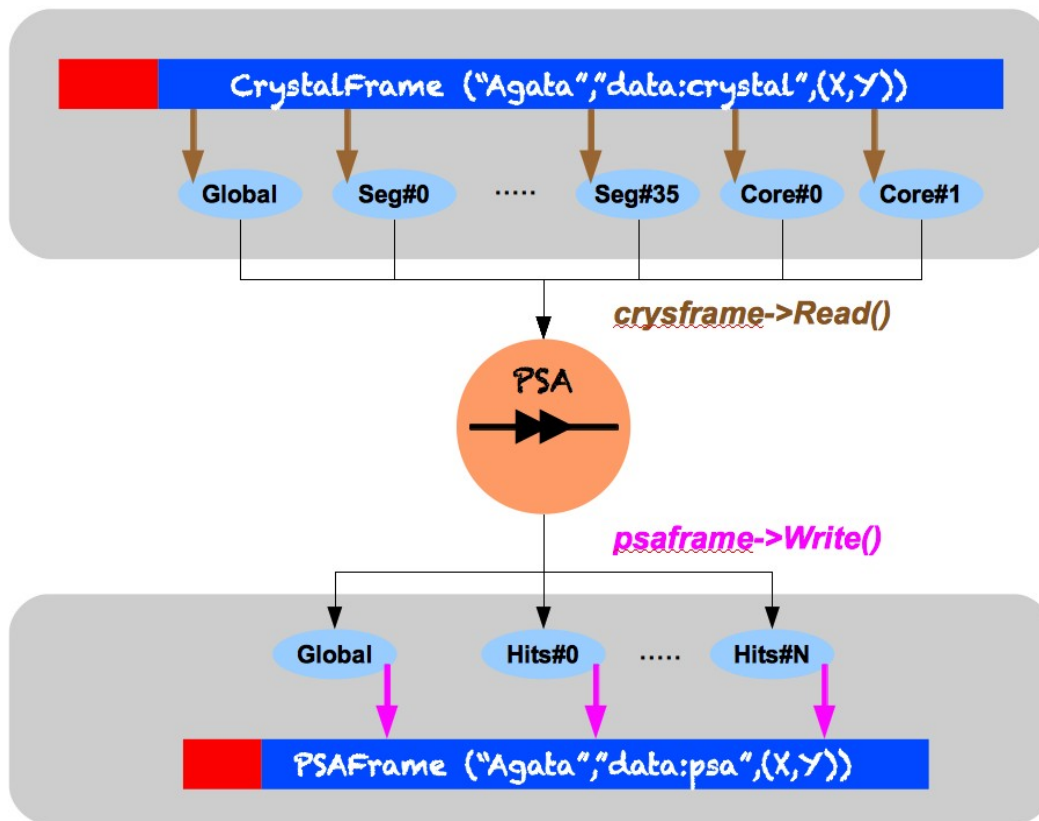 CrystalFrame ("Agata","data:crystal",(X,Y))
Global Seg#0 ..... Seg#35 Core#0 Core#1
crysframe->Read()
PSA
psaframe->Write()
Global Hits#0 ..... Hits#N
PSAFrame ("Agata","data:psa",(X,Y))